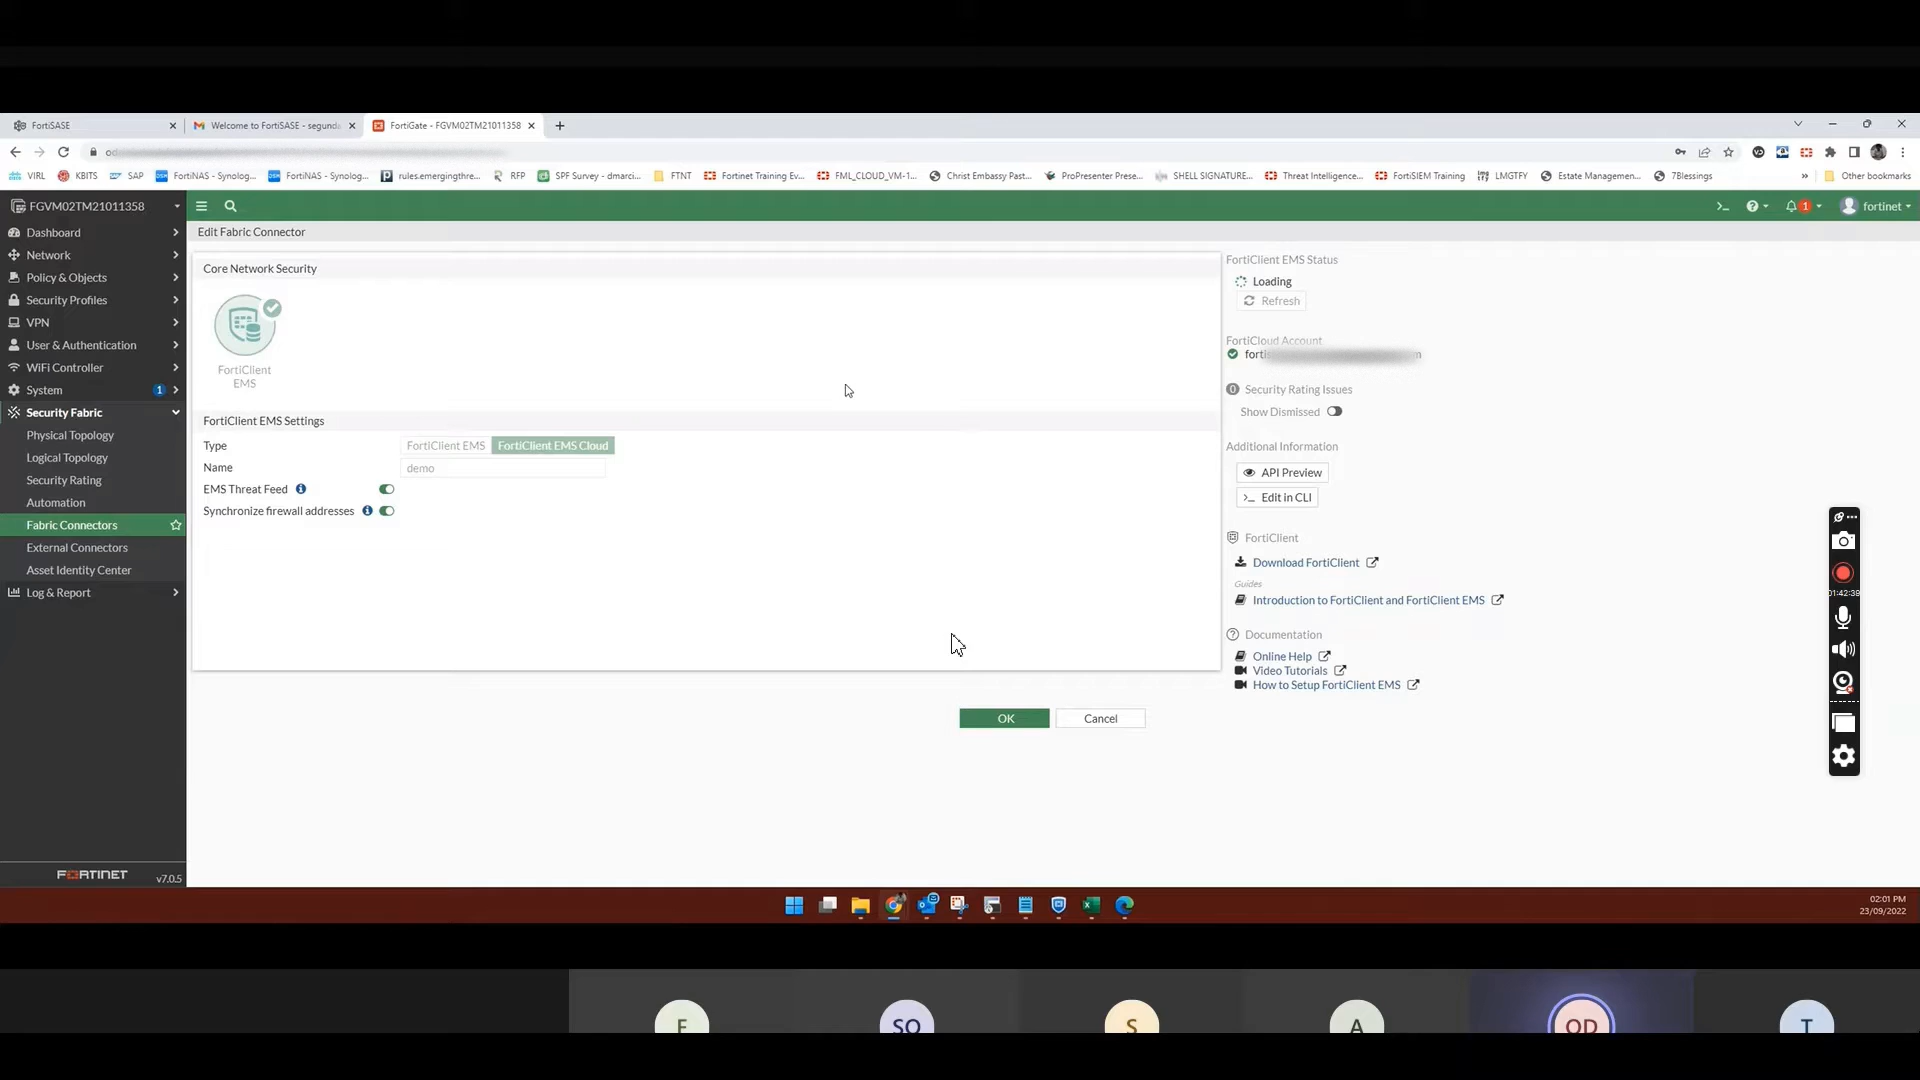 FortiSASE
Welcome to FortiSASE - segunda
FortiGate - FGVM02TM21011358
VIRL
KBITS
SAP
FortiNAS - Synolog...
FortiNAS - Synolog...
rules.emergingthre...
RFP
SPF Survey - dmarci...
FTNT
Fortinet Training Ev...
FML_CLOUD_VM-1...
Christ Embassy Past...
ProPresenter Prese...
SHELL SIGNATURE...
Threat Intelligence...
FortiSIEM Training
LMGTFY
Estate Managemen...
7Blessings
»
Other bookmarks
FGVM02TM21011358
>_
1
fortinet
Dashboard
Network
Policy & Objects
Security Profiles
VPN
User & Authentication
WiFi Controller
System 1
Security Fabric
Physical Topology
Logical Topology
Security Rating
Automation
Fabric Connectors
External Connectors
Asset Identity Center
Log & Report
FORTINET v7.0.5
Edit Fabric Connector
Core Network Security
FortiClient
EMS
FortiClient EMS Settings
Type FortiClient EMS FortiClient EMS Cloud
Name demo
EMS Threat Feed
Synchronize firewall addresses
OK Cancel
FortiClient EMS Status
Loading
Refresh
FortiCloud Account
0 Security Rating Issues
Show Dismissed
Additional Information
API Preview
>_ Edit in CLI
FortiClient
Download FortiClient
Guides
Introduction to FortiClient and FortiClient EMS
Documentation
Online Help
Video Tutorials
How to Setup FortiClient EMS
01:42:39
02:01 PM
23/09/2022
SO
S
A
OD
T